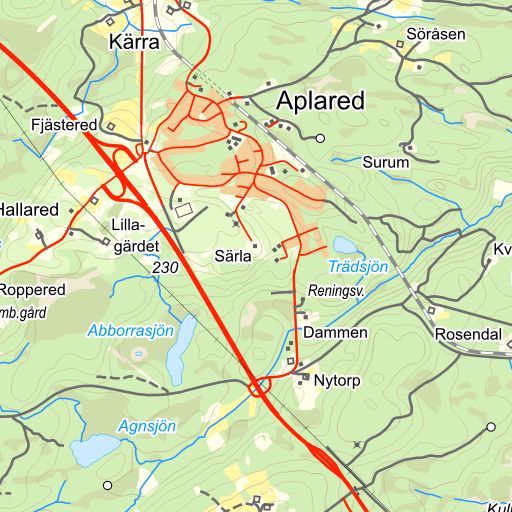 Kärra
Söråsen
Aplared
Fjästered
Surum
Hallared
Lilla-
gärdet
Kv
230
Särla
Trädsjön
Roppered
Reningsv.
mb.gård
Abborrasjön
Dammen
Rosendal
Nytorp
Agnsjön
Kull